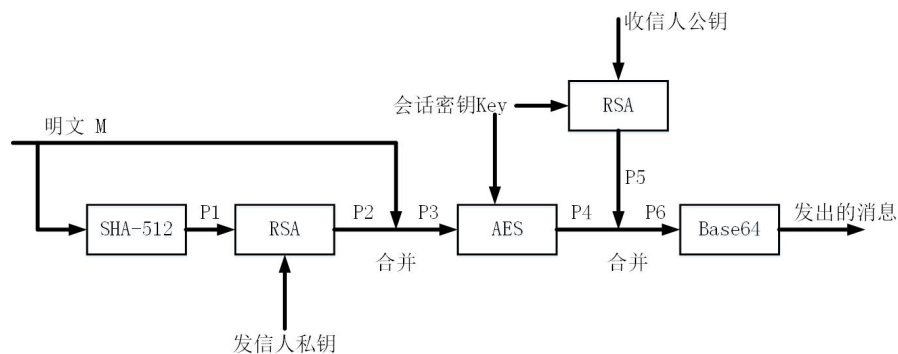 收信人公钥
会话密钥Key
RSA
明文 M
P5
P1
P2
P3
P4
P6
发出的消息
SHA-512
RSA
AES
Base64
合并
合并
发信人私钥